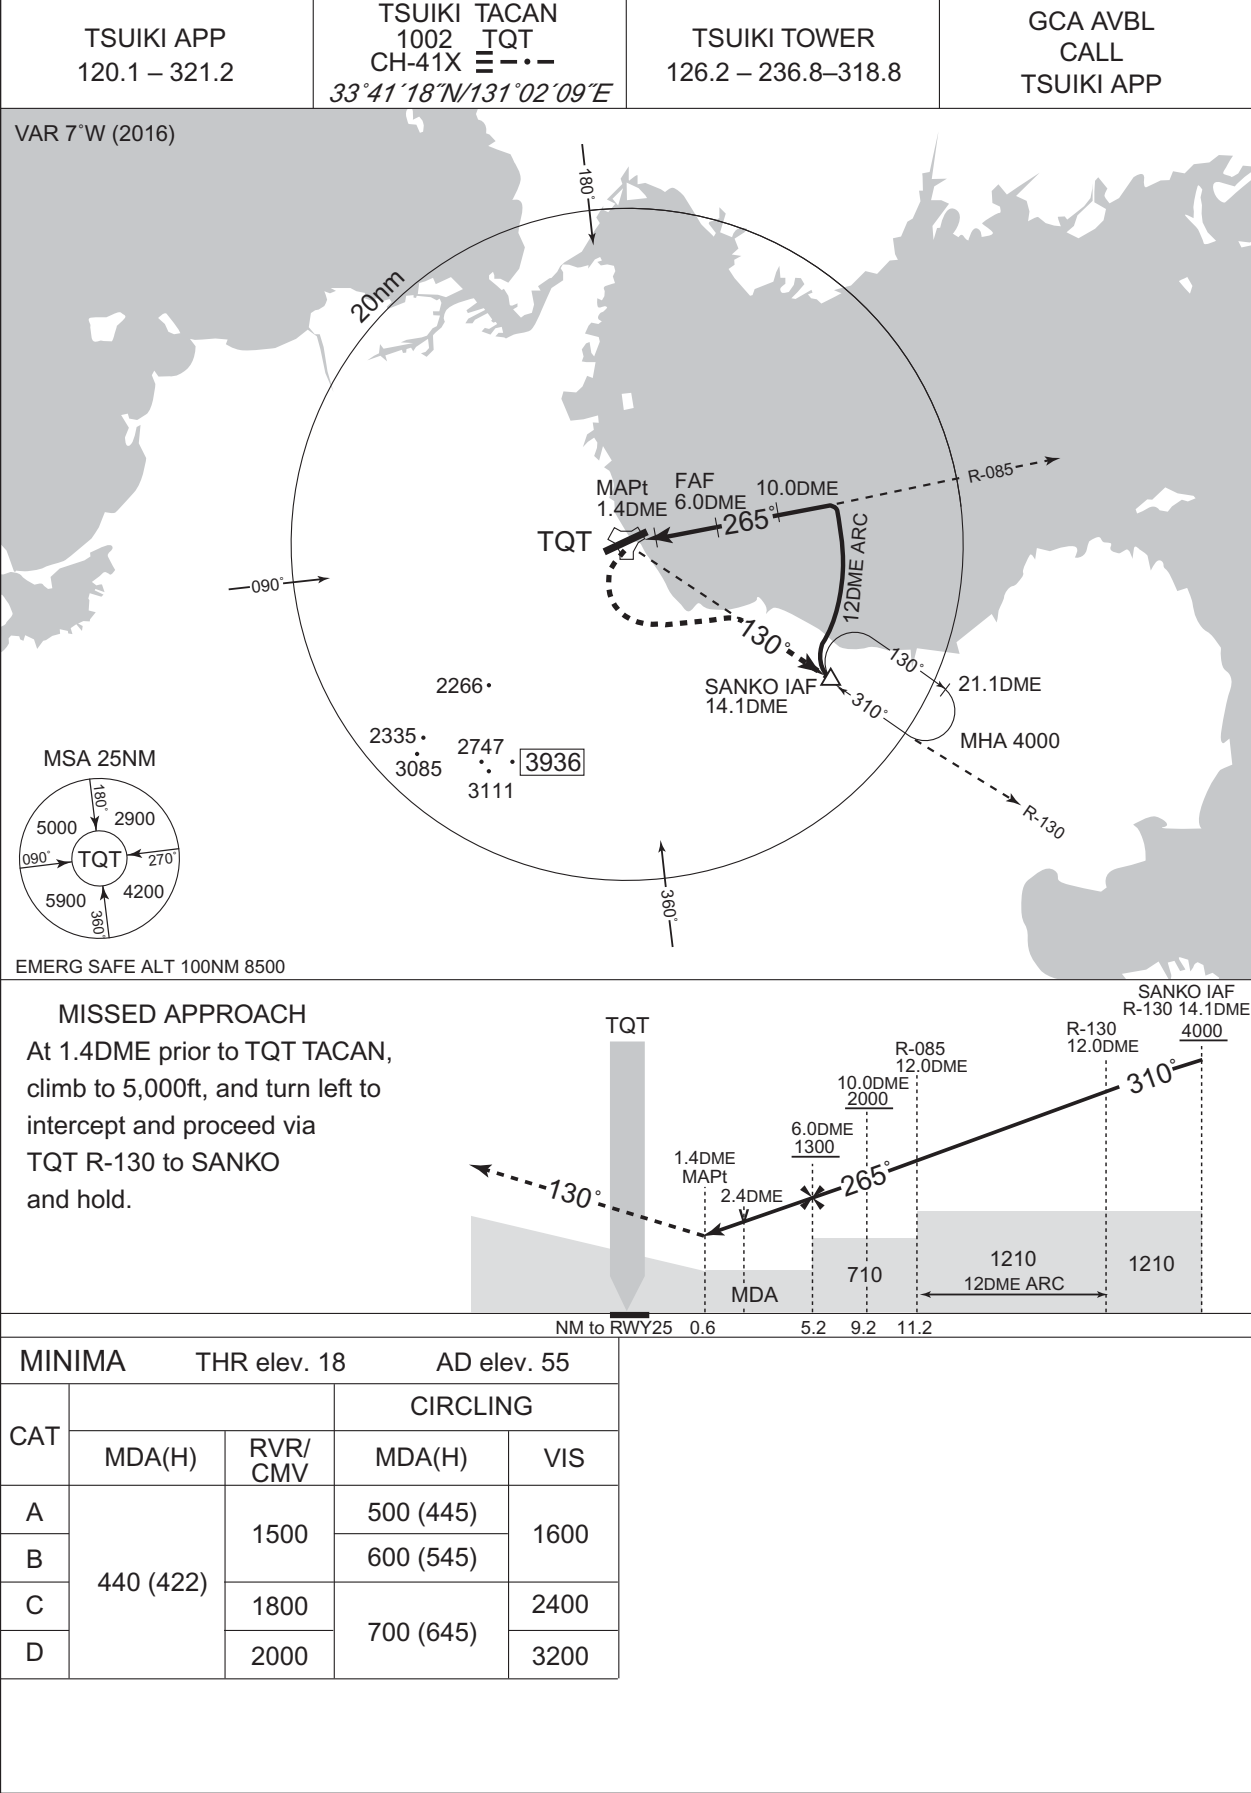 TSUIKI APP
120.1 – 321.2
TSUIKI TACAN
1002 TQT
CH-41X
33˚41´18˝N/131˚02´09˝E
TSUIKI TOWER
126.2 – 236.8–318.8
GCA AVBL
CALL
TSUIKI APP
VAR 7˚W (2016)
180˚
20nm
R-085
MAPt
1.4DME
FAF
6.0DME
10.0DME
265˚
TQT
12DME ARC
090˚
130˚
130˚
SANKO IAF
14.1DME
21.1DME
310˚
MHA 4000
2266
2335
3085
2747
3111
3936
R-130
360˚
MSA 25NM
180˚
5000
2900
090˚
TQT
270˚
5900
4200
360˚
EMERG SAFE ALT 100NM 8500
MISSED APPROACH
At 1.4DME prior to TQT TACAN,
climb to 5,000ft, and turn left to
intercept and proceed via
TQT R-130 to SANKO
and hold.
TQT
SANKO IAF
R-130 14.1DME
4000
R-130
12.0DME
R-085
12.0DME
10.0DME
2000
6.0DME
1300
1.4DME
MAPt
2.4DME
310˚
265˚
130˚
MDA
710
1210
12DME ARC
1210
NM to RWY25 0.6 5.2 9.2 11.2
MINIMA THR elev. 18 AD elev. 55
CIRCLING
CAT MDA(H) RVR/CMV MDA(H) VIS
A 440 (422) 1500 500 (445) 1600
B 600 (545)
C 1800 700 (645) 2400
D 2000 3200